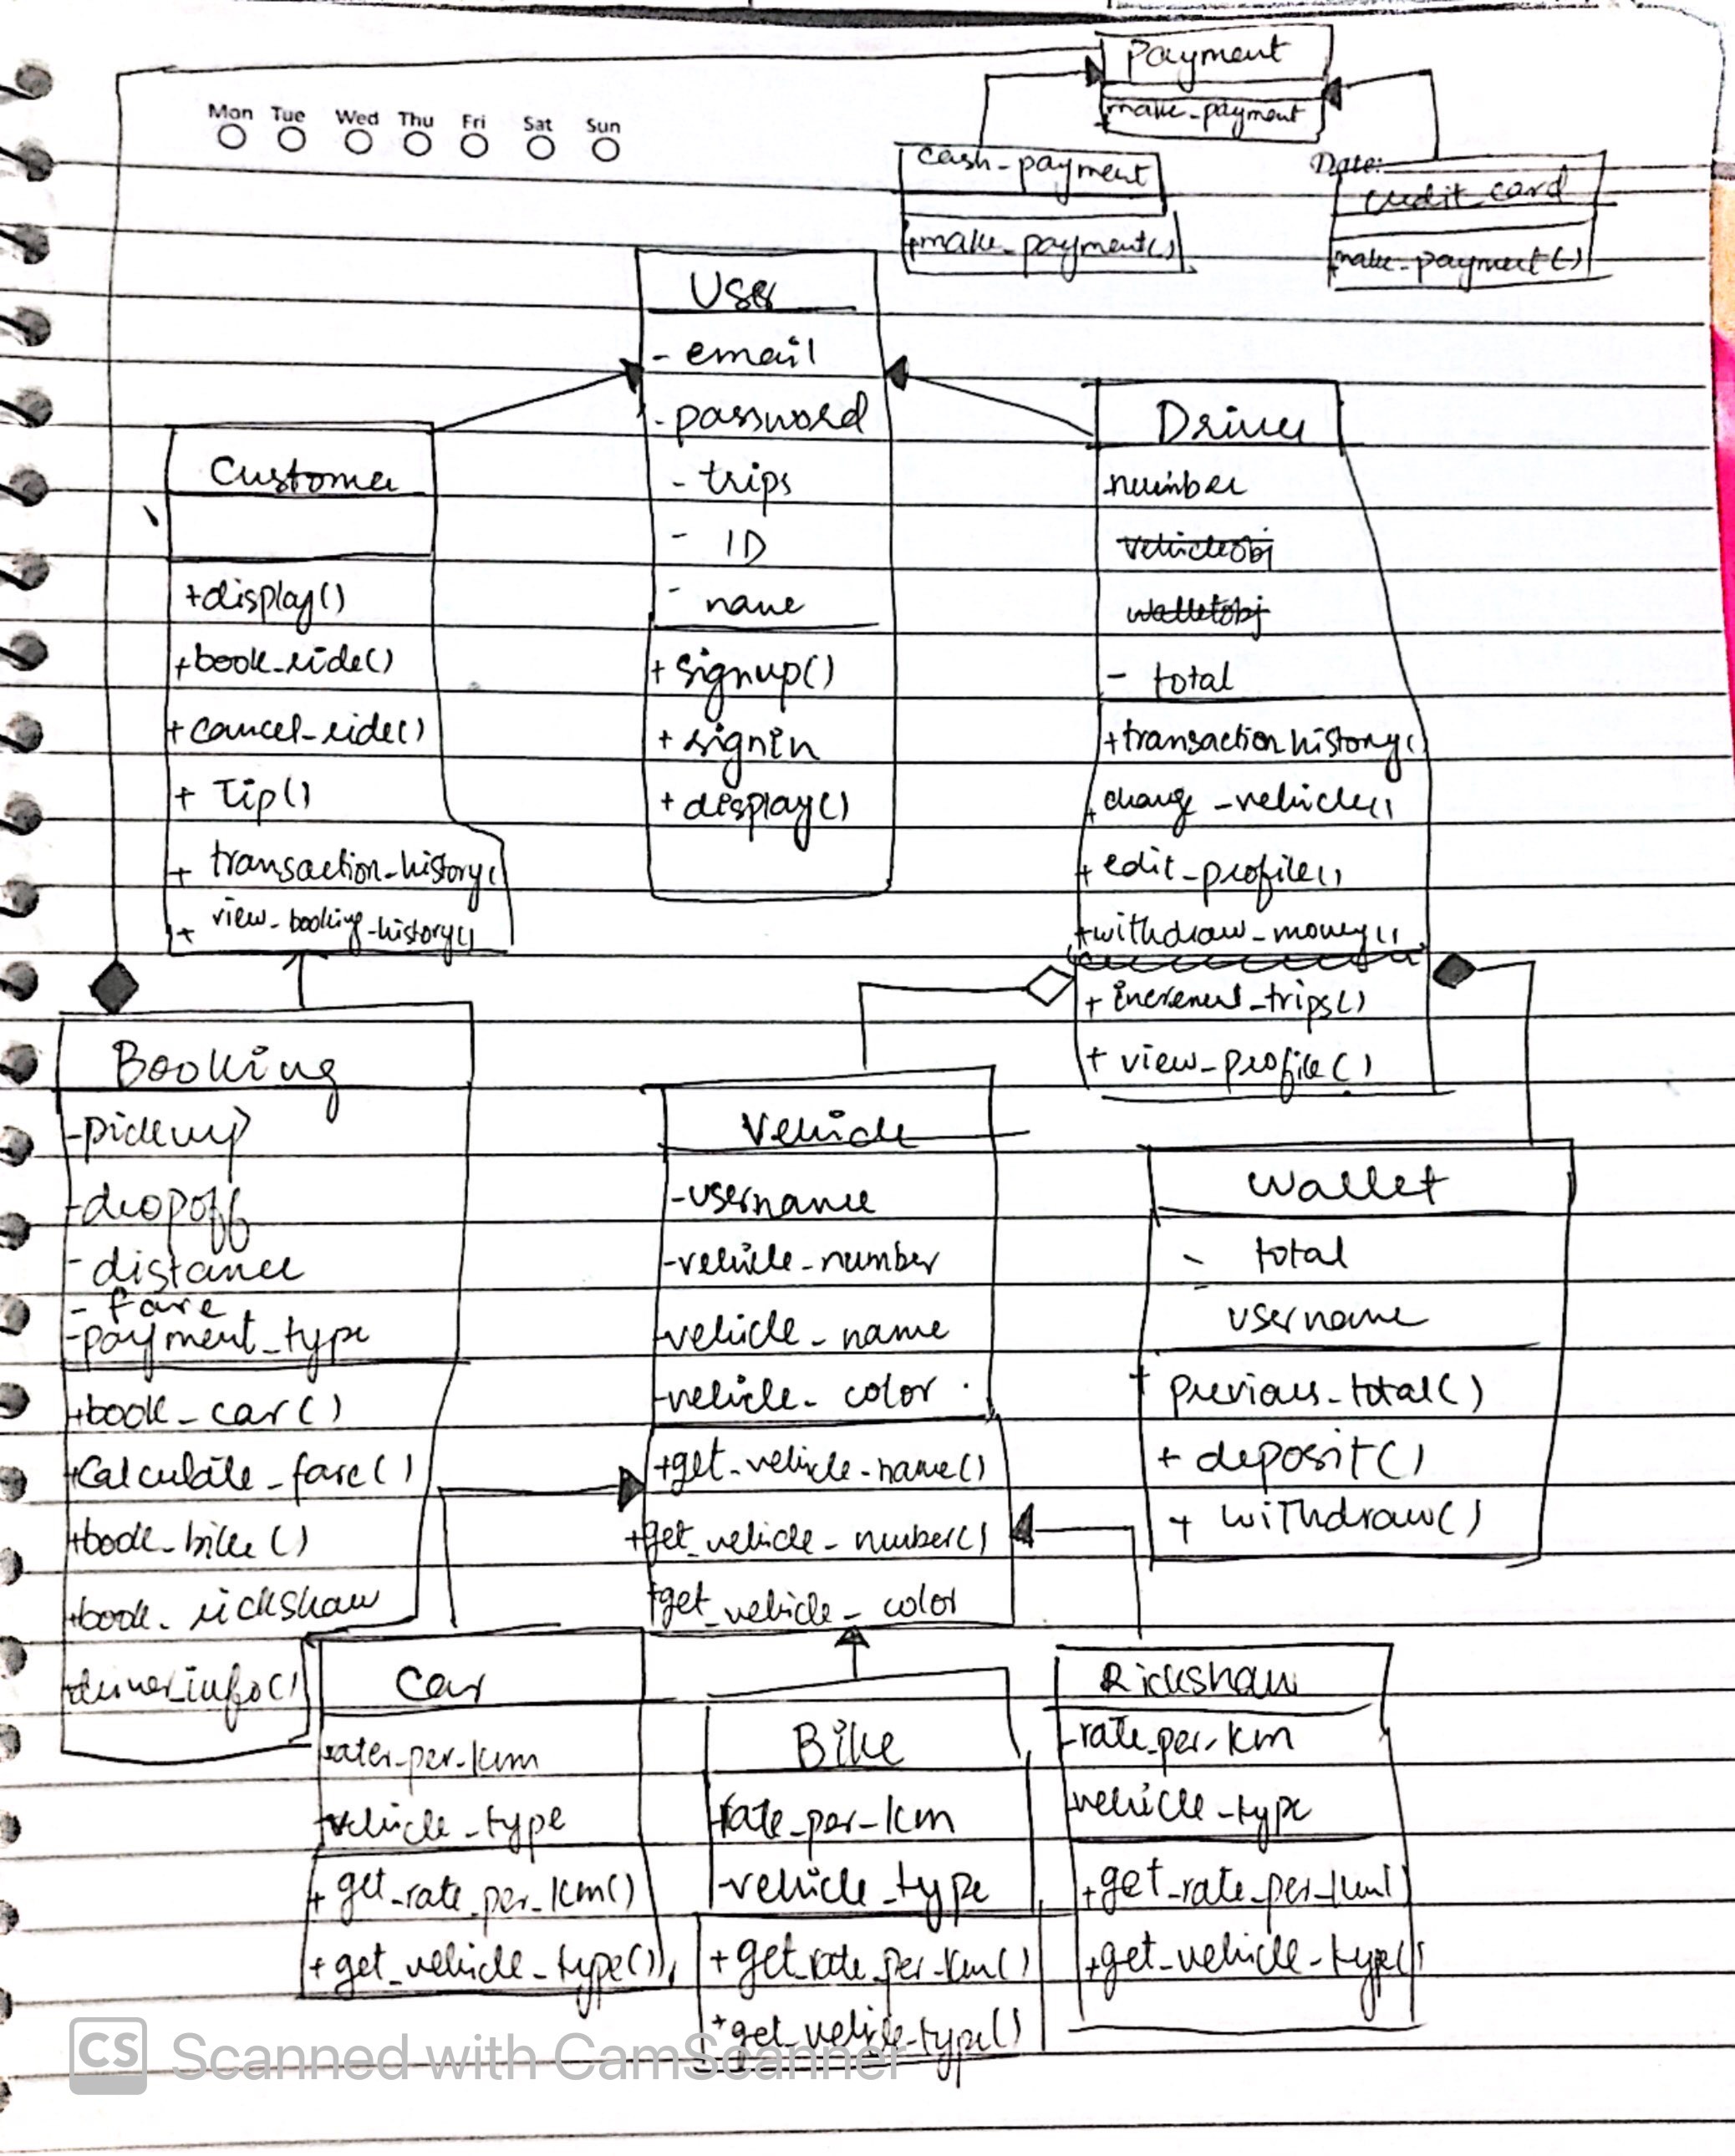 Payment
make_payment
Mon Tue Wed Thu Fri Sat Sun
cash_payment
+make_payment()
Date:
credit_card
make_payment()
User
- email
- password
- trips
- ID
- name
+ signup()
+ signin
+ display()
Customer
+display()
+book_ride()
+cancel_ride()
+ Tip()
+ transaction_history()
+ view_booking_history()
Driver
number
vehicleobj
walletobj
- total
+transaction history()
+ change_vehicle()
+ edit_profile()
+withdraw_money()
+ increment_trips()
+ view_profile()
Booking
-pickup
-dropoff
- distance
- fare
-payment_type
+book_car()
+Calculate_fare()
+book_bike()
+book_rickshaw
+driver_info()
Vehicle
-username
-vehicle_number
-vehicle_name
-vehicle_color
+get_vehicle_name()
+get_vehicle_number()
+get_vehicle_color
Wallet
- total
- username
+ previous_total()
+ deposit()
+ withdraw()
Car
-rater_per_km
-vehicle_type
+ get_rate_per_km()
+ get_vehicle_type()
Bike
-rate_per_km
-vehicle_type
+ get_rate_per_km()
+get_vehicle_type()
Rickshaw
-rate_per_km
-vehicle_type
+get_rate_per_km()
+get_vehicle_type()
CS Scanned with CamScanner